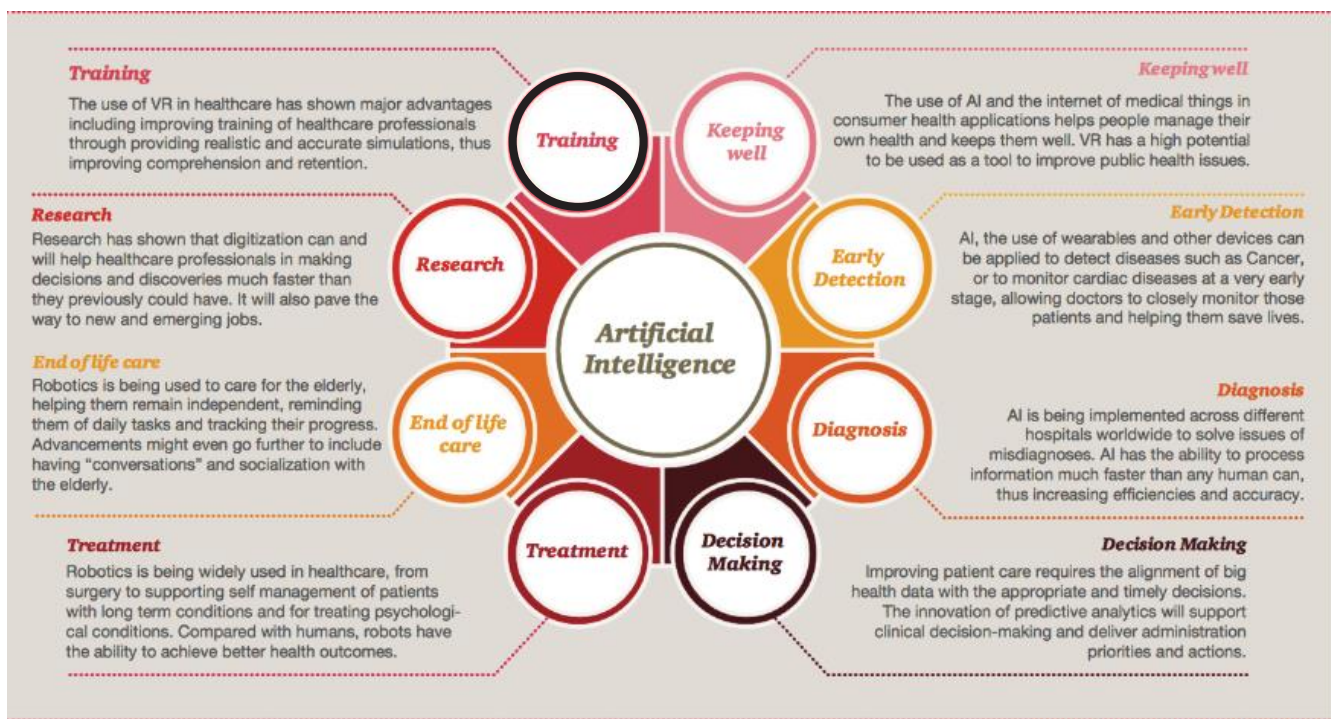 Training
The use of VR in healthcare has shown major advantages
including improving training of healthcare professionals
through providing realistic and accurate simulations, thus
improving comprehension and retention.
Research
Research has shown that digitization can and
will help healthcare professionals in making
decisions and discoveries much faster than
they previously could have. It will also pave the
way to new and emerging jobs.
End of life care
Robotics is being used to care for the elderly,
helping them remain independent, reminding
them of daily tasks and tracking their progress.
Advancements might even go further to include
having “conversations” and socialization with
the elderly.
Treatment
Robotics is being widely used in healthcare, from
surgery to supporting self management of patients
with long term conditions and for treating psychologi-
cal conditions. Compared with humans, robots have
the ability to achieve better health outcomes.
Training
Keeping
well
Research
Early
Detection
Artificial
Intelligence
End of life
care
Diagnosis
Treatment
Decision
Making
Keeping well
The use of AI and the internet of medical things in
consumer health applications helps people manage their
own health and keeps them well. VR has a high potential
to be used as a tool to improve public health issues.
Early Detection
AI, the use of wearables and other devices can
be applied to detect diseases such as Cancer,
or to monitor cardiac diseases at a very early
stage, allowing doctors to closely monitor those
patients and helping them save lives.
Diagnosis
AI is being implemented across different
hospitals worldwide to solve issues of
misdiagnoses. AI has the ability to process
information much faster than any human can,
thus increasing efficiencies and accuracy.
Decision Making
Improving patient care requires the alignment of big
health data with the appropriate and timely decisions.
The innovation of predictive analytics will support
clinical decision-making and deliver administration
priorities and actions.